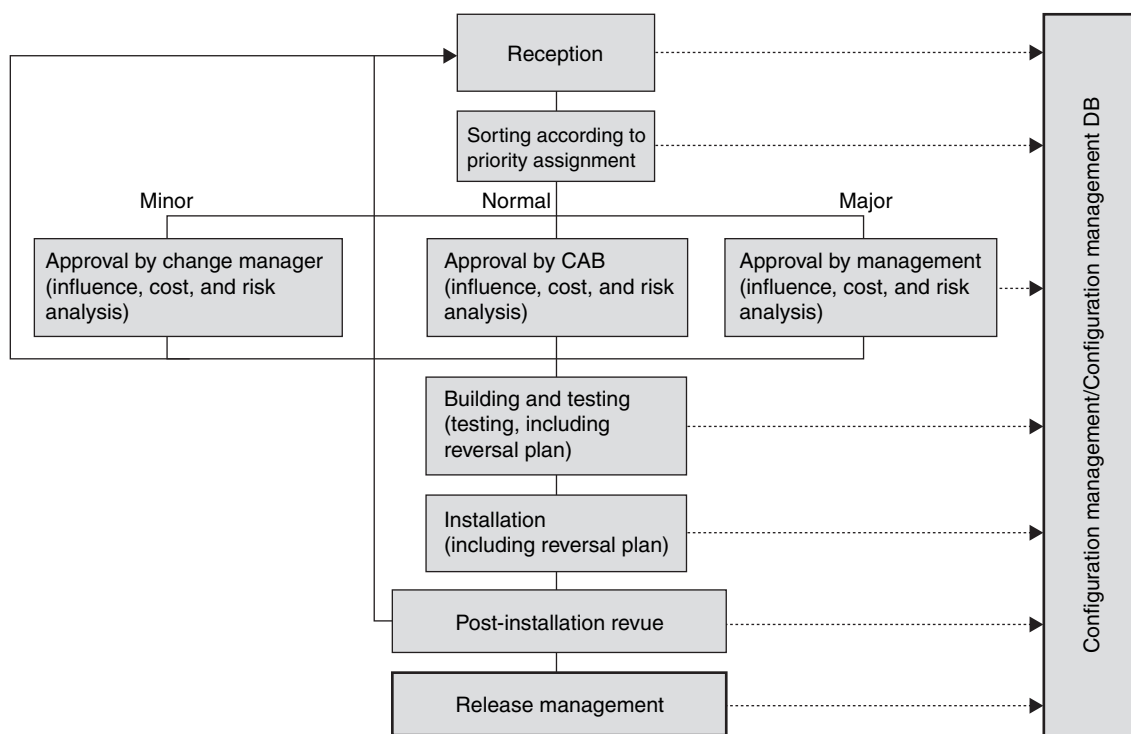 Reception
Sorting according to
priority assignment
Minor
Normal
Major
Approval by change manager
(influence, cost, and risk
analysis)
Approval by CAB
(influence, cost, and risk
analysis)
Approval by management
(influence, cost, and risk
analysis)
Building and testing
(testing, including
reversal plan)
Installation
(including reversal plan)
Post-installation revue
Release management
Configuration management/Configuration management DB